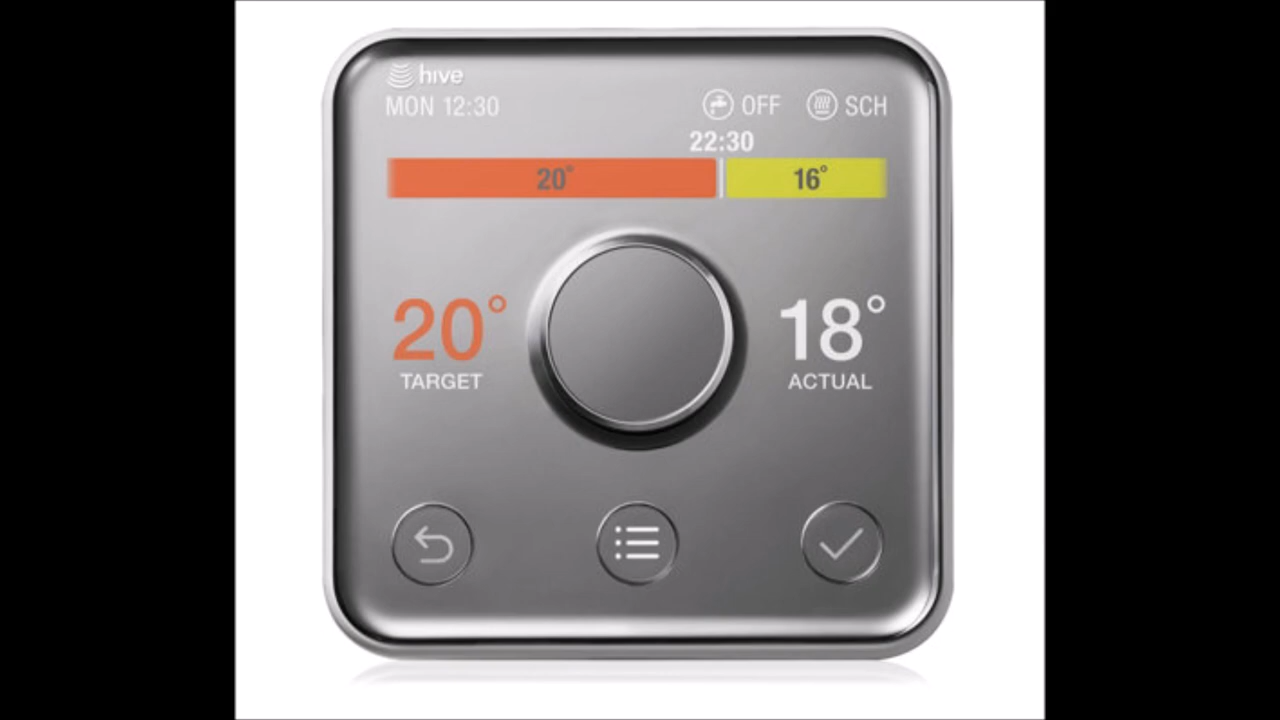 hive
MON 12:30 OFF SCH
22:30
20° 16°
20° 18°
TARGET ACTUAL